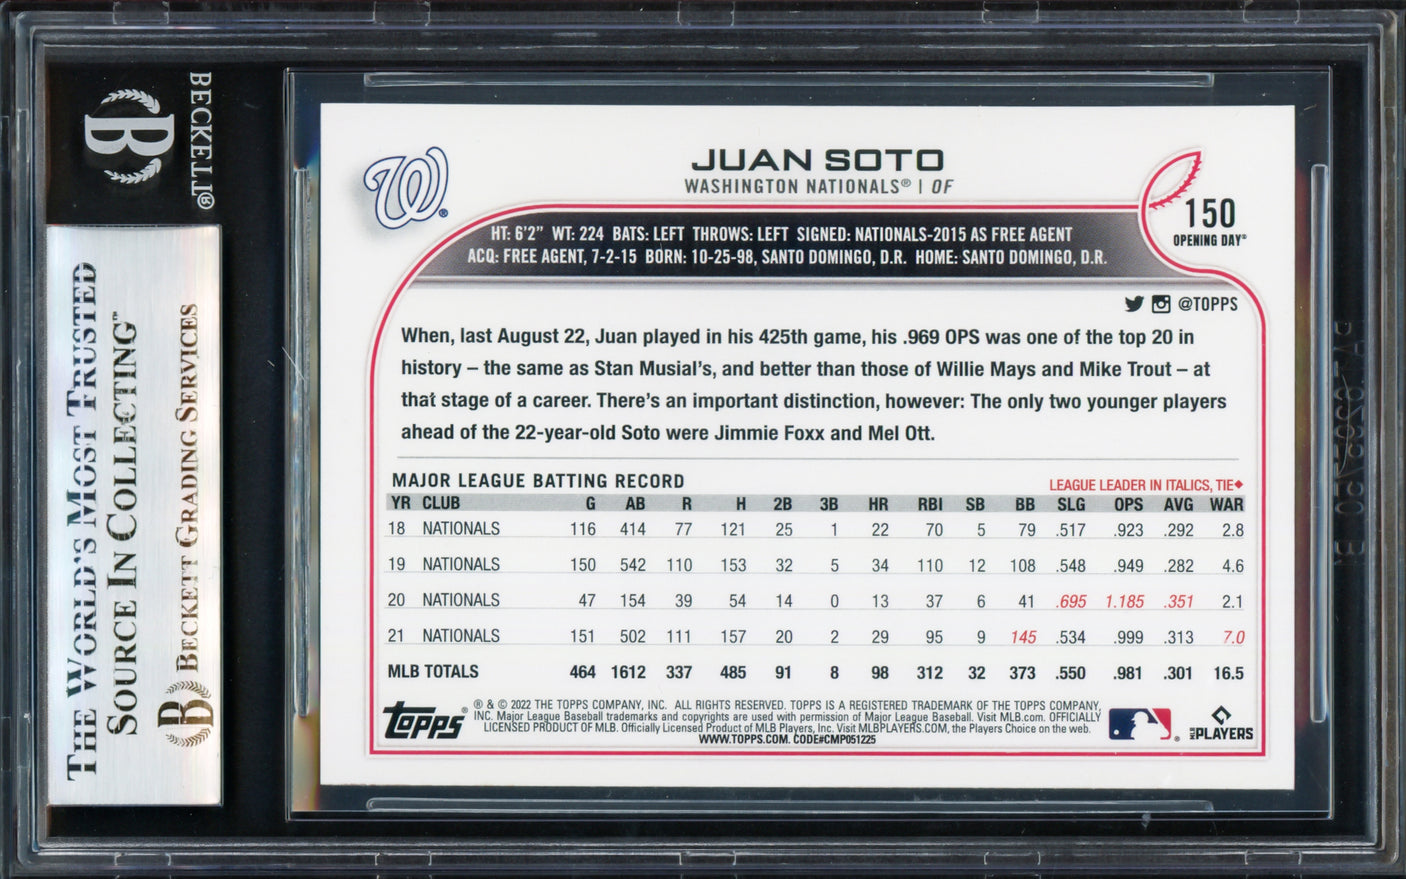 BECKETT®
B
THE WORLD'S MOST TRUSTED
SOURCE IN COLLECTING™
BECKETT GRADING SERVICES
W®
JUAN SOTO
WASHINGTON NATIONALS® | OF
150
OPENING DAY®
HT: 6'2" WT: 224 BATS: LEFT THROWS: LEFT SIGNED: NATIONALS-2015 AS FREE AGENT
ACQ: FREE AGENT, 7-2-15 BORN: 10-25-98, SANTO DOMINGO, D.R. HOME: SANTO DOMINGO, D.R.
@TOPPS
When, last August 22, Juan played in his 425th game, his .969 OPS was one of the top 20 in
history – the same as Stan Musial's, and better than those of Willie Mays and Mike Trout – at
that stage of a career. There's an important distinction, however: The only two younger players
ahead of the 22-year-old Soto were Jimmie Foxx and Mel Ott.
MAJOR LEAGUE BATTING RECORD
LEAGUE LEADER IN ITALICS, TIE◆
YR CLUB G AB R H 2B 3B HR RBI SB BB SLG OPS AVG WAR
18 NATIONALS 116 414 77 121 25 1 22 70 5 79 .517 .923 .292 2.8
19 NATIONALS 150 542 110 153 32 5 34 110 12 108 .548 .949 .282 4.6
20 NATIONALS 47 154 39 54 14 0 13 37 6 41 .695 1.185 .351 2.1
21 NATIONALS 151 502 111 157 20 2 29 95 9 145 .534 .999 .313 7.0
MLB TOTALS 464 1612 337 485 91 8 98 312 32 373 .550 .981 .301 16.5
topps®
® & © 2022 THE TOPPS COMPANY, INC. ALL RIGHTS RESERVED. TOPPS IS A REGISTERED TRADEMARK OF THE TOPPS COMPANY,
INC. Major League Baseball trademarks and copyrights are used with permission of Major League Baseball. Visit MLB.com. OFFICIALLY
LICENSED PRODUCT OF MLB. Officially Licensed Product of MLB Players, Inc. Visit MLBPLAYERS.COM, the Players Choice on the web.
WWW.TOPPS.COM. CODE#CMP051225
MLB PLAYERS